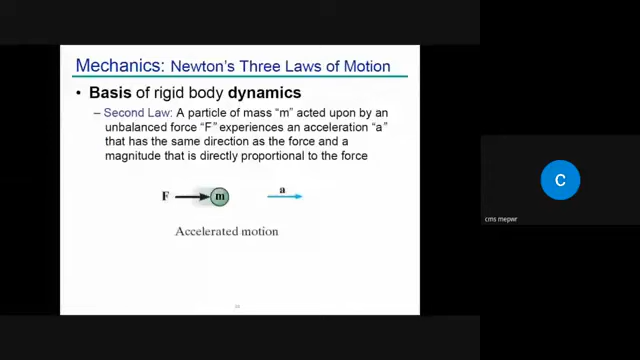 Mechanics: Newton's Three Laws of Motion
• Basis of rigid body dynamics
– Second Law: A particle of mass “m” acted upon by an
unbalanced force “F” experiences an acceleration “a”
that has the same direction as the force and a
magnitude that is directly proportional to the force
F m a
Accelerated motion
C
cms mepwr